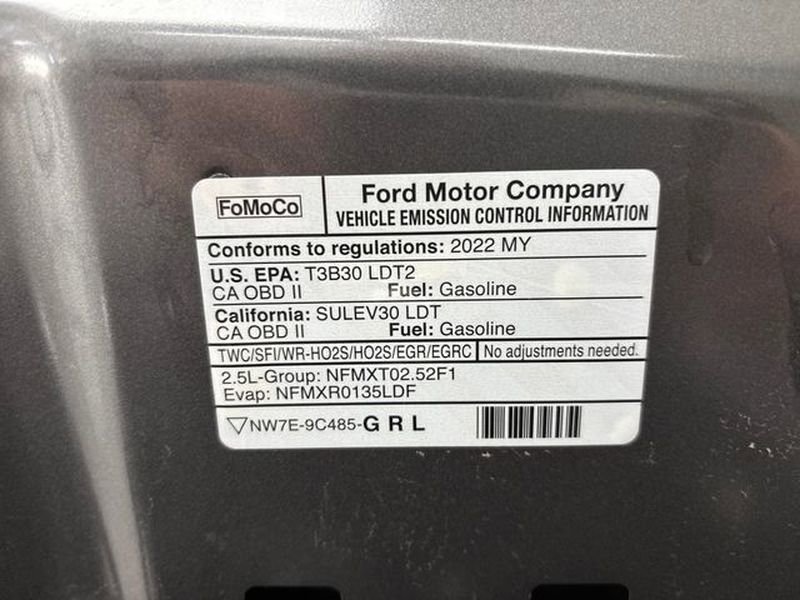 FoMoCo
Ford Motor Company
VEHICLE EMISSION CONTROL INFORMATION
Conforms to regulations: 2022 MY
U.S. EPA: T3B30 LDT2
CA OBD II Fuel: Gasoline
California: SULEV30 LDT
CA OBD II Fuel: Gasoline
TWC/SFI/WR-HO2S/HO2S/EGR/EGRC No adjustments needed.
2.5L-Group: NFMXT02.52F1
Evap: NFMXR0135LDF
NW7E-9C485-G R L